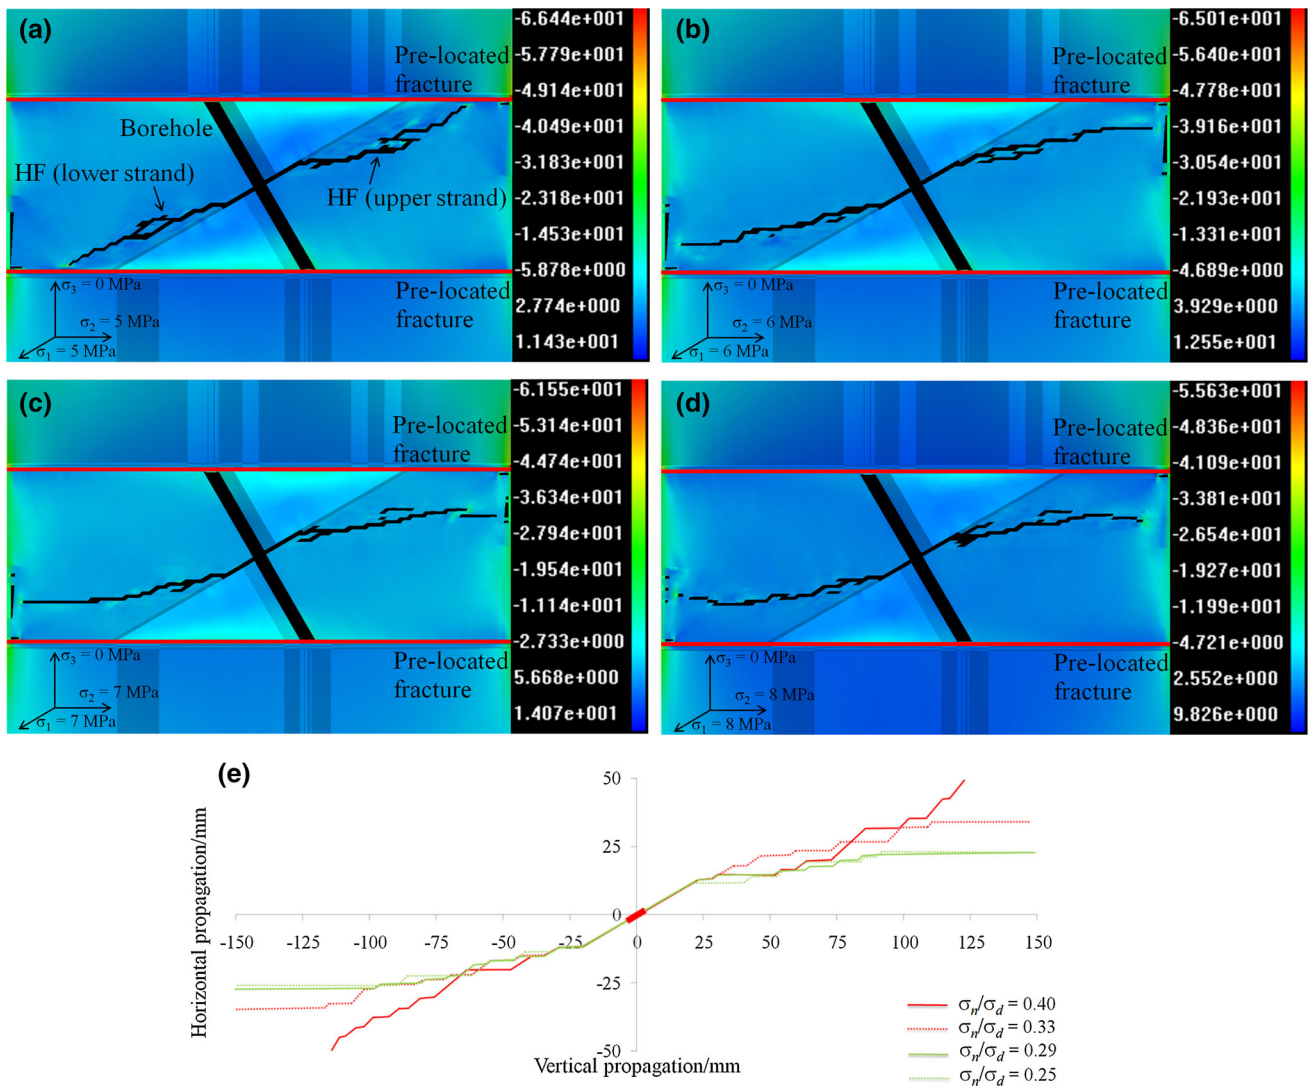 (a)
Pre-located
fracture
Borehole
HF (lower strand)
HF (upper strand)
Pre-located
fracture
σ3 = 0 MPa
σ2 = 5 MPa
σ1 = 5 MPa
-6.644e+001
-5.779e+001
-4.914e+001
-4.049e+001
-3.183e+001
-2.318e+001
-1.453e+001
-5.878e+000
2.774e+000
1.143e+001
(b)
Pre-located
fracture
Pre-located
fracture
σ3 = 0 MPa
σ2 = 6 MPa
σ1 = 6 MPa
-6.501e+001
-5.640e+001
-4.778e+001
-3.916e+001
-3.054e+001
-2.193e+001
-1.331e+001
-4.689e+000
3.929e+000
1.255e+001
(c)
Pre-located
fracture
Pre-located
fracture
σ3 = 0 MPa
σ2 = 7 MPa
σ1 = 7 MPa
-6.155e+001
-5.314e+001
-4.474e+001
-3.634e+001
-2.794e+001
-1.954e+001
-1.114e+001
-2.733e+000
5.668e+000
1.407e+001
(d)
Pre-located
fracture
Pre-located
fracture
σ3 = 0 MPa
σ2 = 8 MPa
σ1 = 8 MPa
-5.563e+001
-4.836e+001
-4.109e+001
-3.381e+001
-2.654e+001
-1.927e+001
-1.199e+001
-4.721e+000
2.552e+000
9.826e+000
(e)
Horizontal propagation/mm
50
25
0
-25
-50
-150 -125 -100 -75 -50 -25 0 25 50 75 100 125 150
Vertical propagation/mm
σn/σd = 0.40
σn/σd = 0.33
σn/σd = 0.29
σn/σd = 0.25